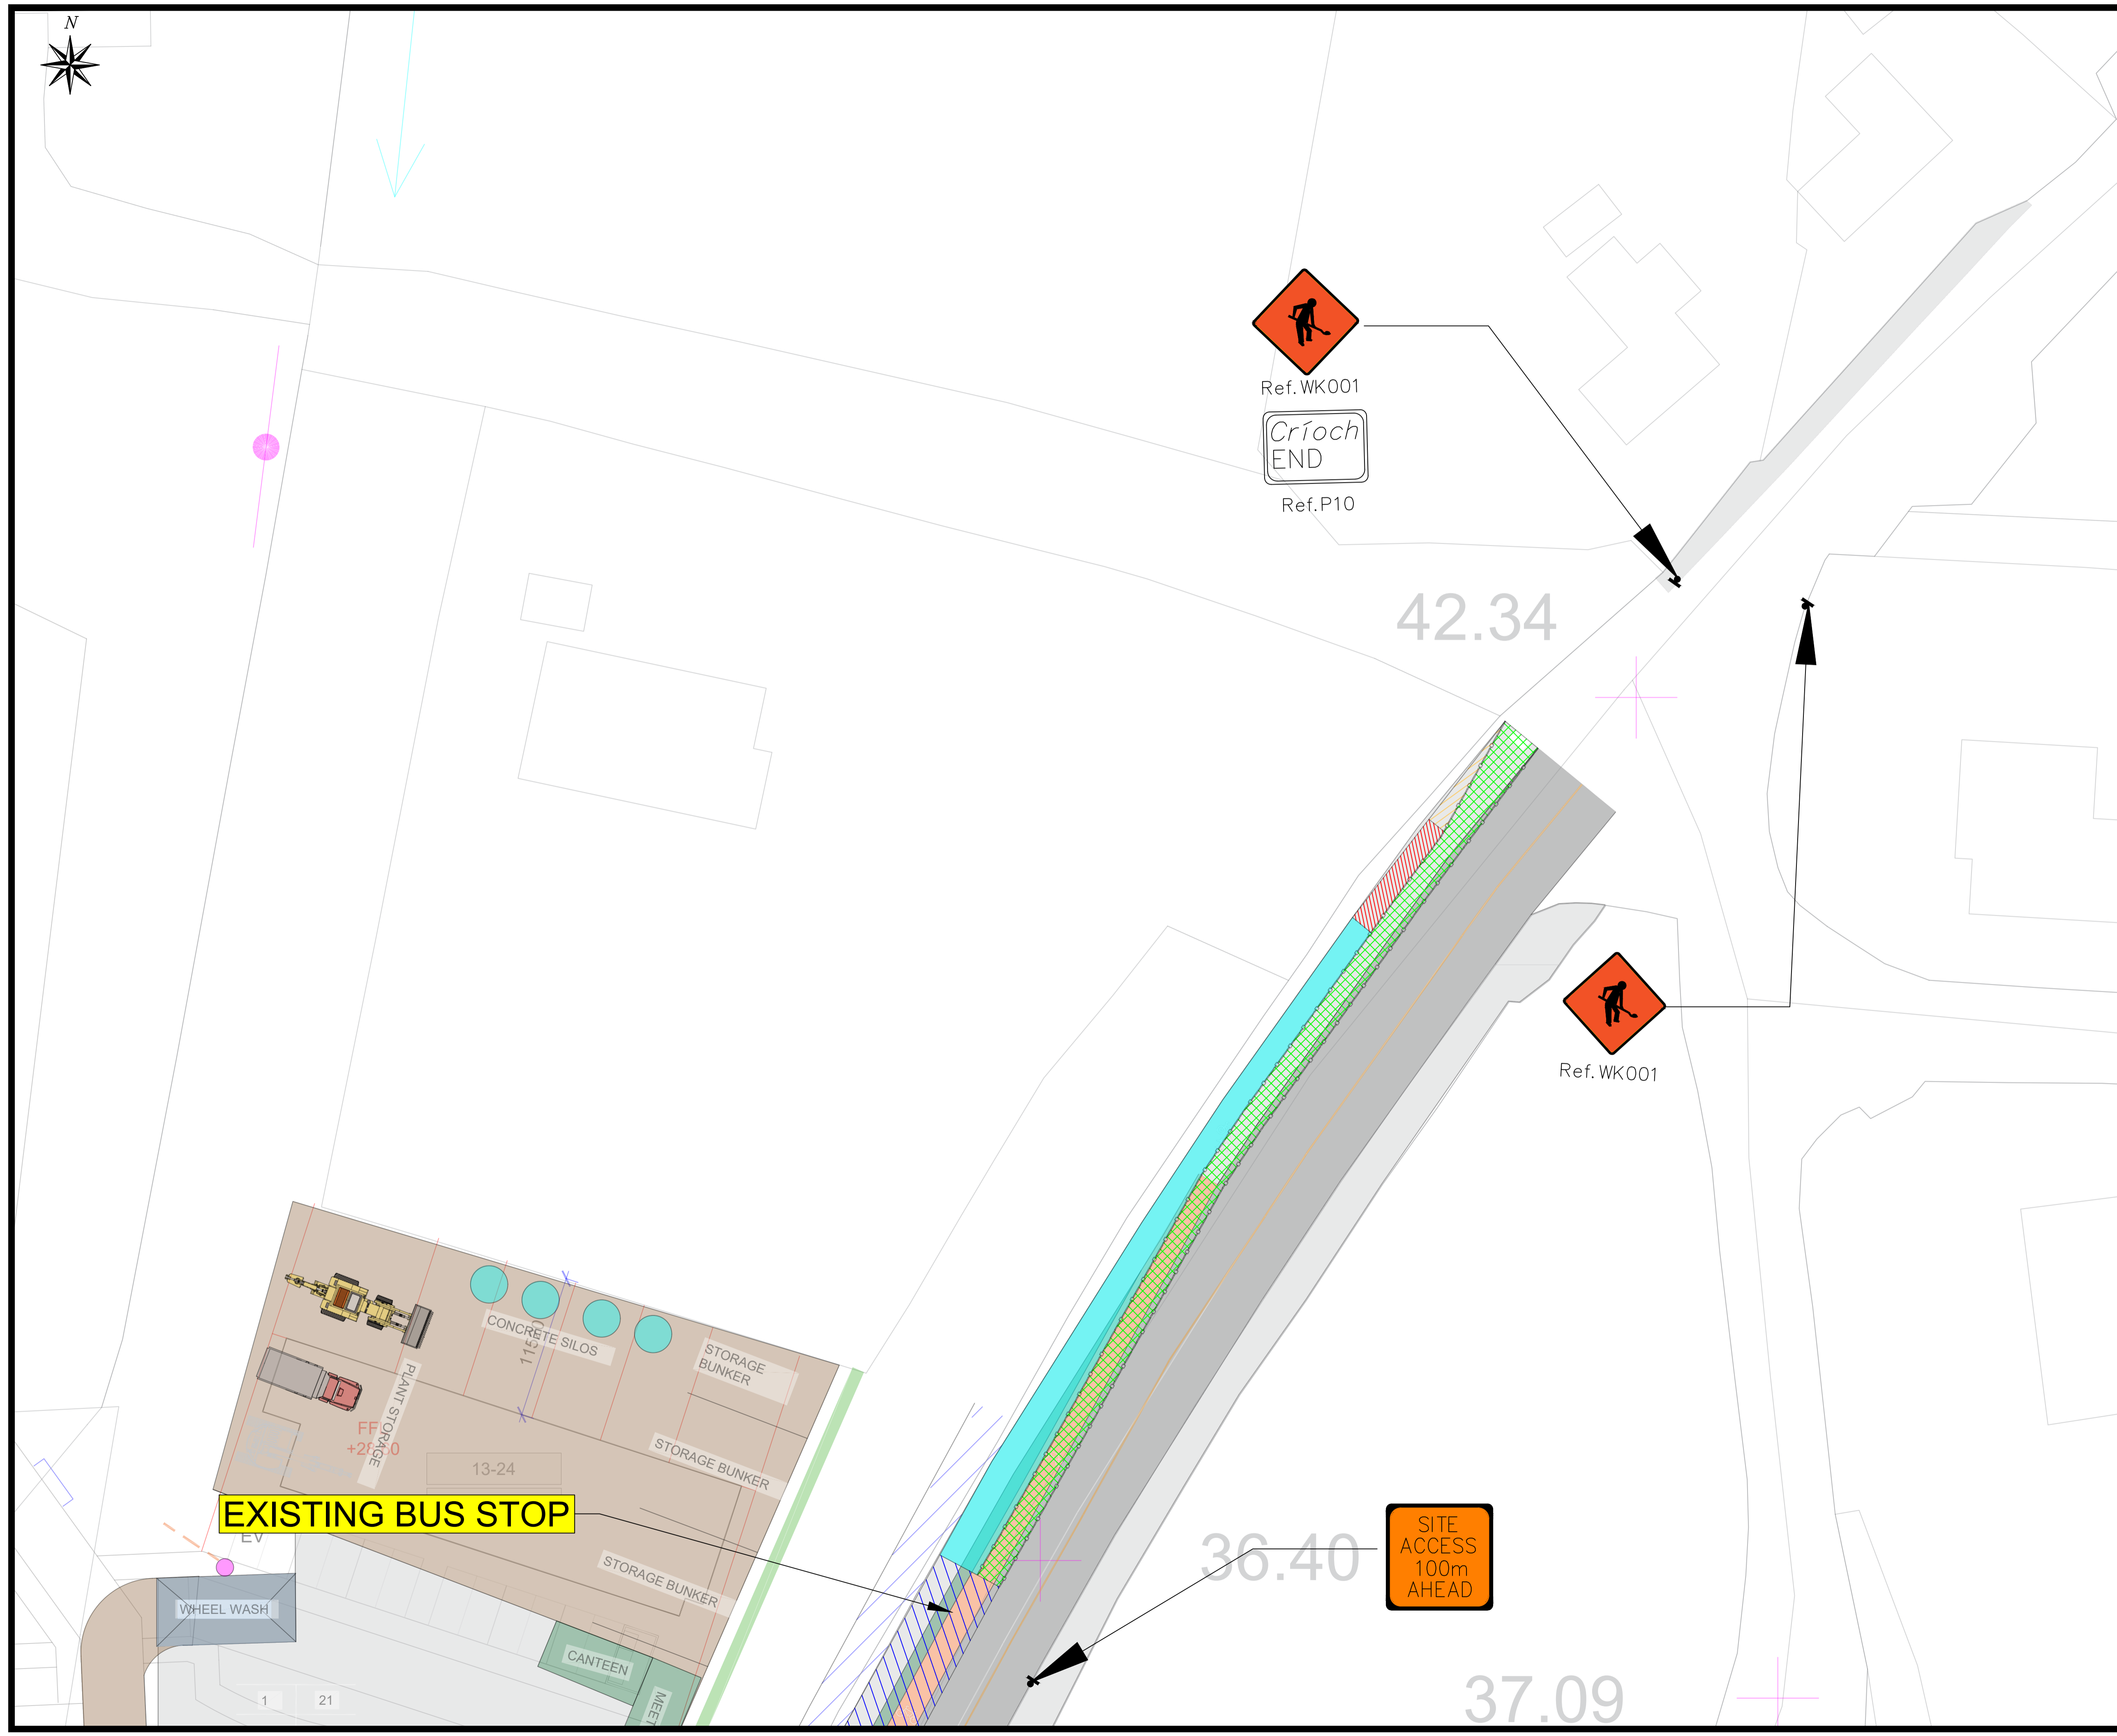 N
Ref.WK001
Críoch
END
Ref.P10
42.34
Ref.WK001
CONCRETE SILOS
STORAGE
BUNKER
PLANT STORAGE
STORAGE BUNKER
13-24
EXISTING BUS STOP
EV
STORAGE BUNKER
WHEEL WASH
CANTEEN
1
21
36.40
SITE
ACCESS
100m
AHEAD
37.09